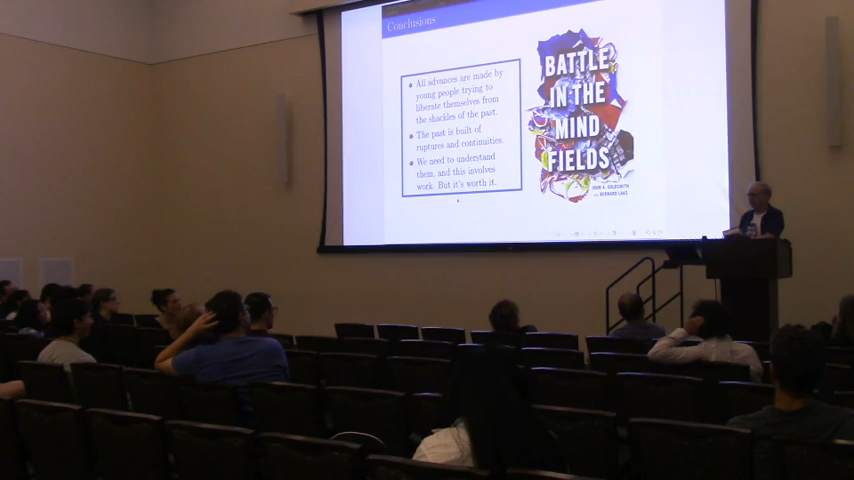 Conclusions
All advances are made by
young people trying to
liberate themselves from
the shackles of the past.
The past is built of
ruptures and continuities.
We need to understand
them, and this involves
work. But it's worth it.
BATTLE
IN THE
MIND
FIELDS
JOHN A. GOLDSMITH
AND BERNARD LAKS